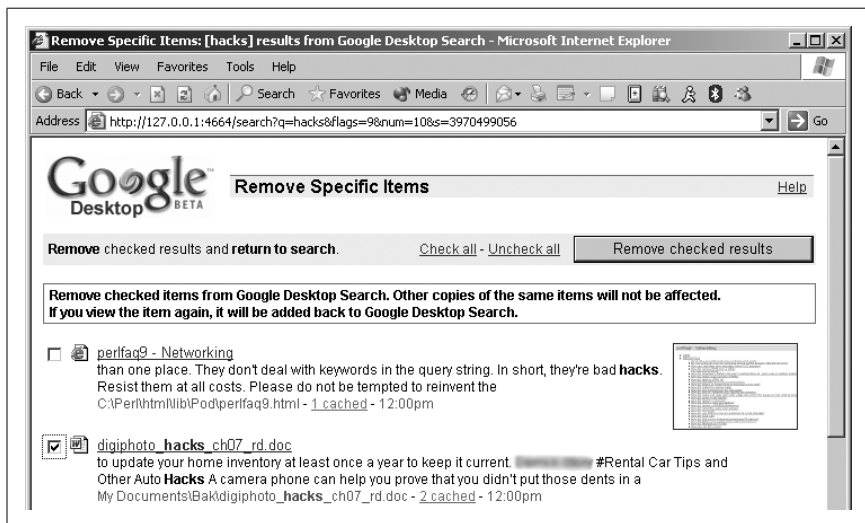 Remove Specific Items: [hacks] results from Google Desktop Search - Microsoft Internet Explorer
File Edit View Favorites Tools Help
Back Search Favorites Media
Address http://127.0.0.1:4664/search?q=hacks&flags=9&num=10&s=3970499056 Go
Google™
Desktop BETA
Remove Specific Items Help
Remove checked results and return to search. Check all - Uncheck all Remove checked results
Remove checked items from Google Desktop Search. Other copies of the same items will not be affected.
If you view the item again, it will be added back to Google Desktop Search.
perlfaq9 - Networking
than one place. They don't deal with keywords in the query string. In short, they're bad hacks.
Resist them at all costs. Please do not be tempted to reinvent the
C:\Perl\html\lib\Pod\perlfaq9.html - 1 cached - 12:00pm
digiphoto_hacks_ch07_rd.doc
to update your home inventory at least once a year to keep it current. #Rental Car Tips and
Other Auto Hacks A camera phone can help you prove that you didn't put those dents in a
My Documents\Bak\digiphoto_hacks_ch07_rd.doc - 2 cached - 12:00pm